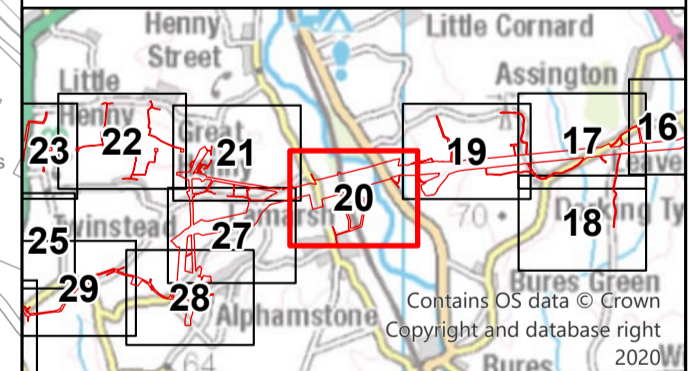 Henny
Street
Little Cornard
Little
Henny
Assington
23
22
Great
21
19
17
16
20
70
18
25
27
29
28
Alphamstone
64
Bures Green
Bures
Contains OS data © Crown
Copyright and database right
2020